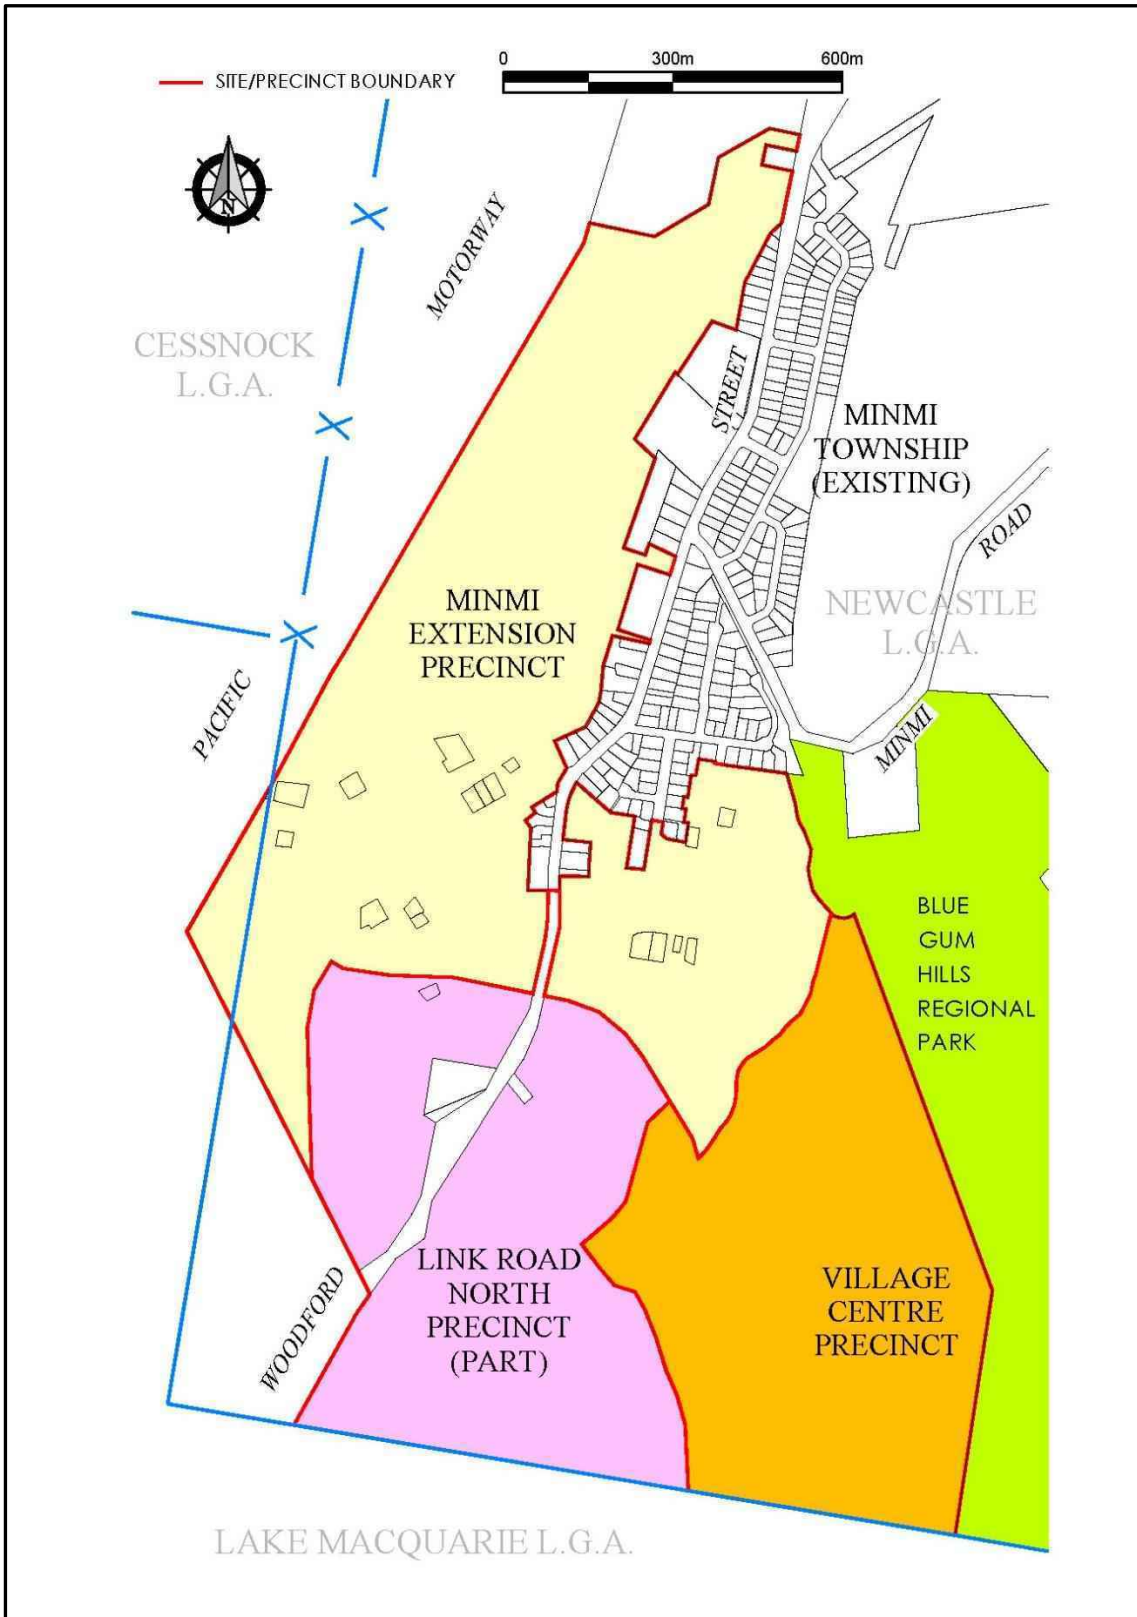 0 300m 600m
SITE/PRECINCT BOUNDARY
N
MOTORWAY
CESSNOCK
L.G.A.
STREET
MINMI
TOWNSHIP
(EXISTING)
ROAD
NEWCASTLE
L.G.A.
MINMI
EXTENSION
PRECINCT
PACIFIC
MINMI
BLUE
GUM
HILLS
REGIONAL
PARK
LINK ROAD
NORTH
PRECINCT
(PART)
VILLAGE
CENTRE
PRECINCT
WOODFORD
LAKE MACQUARIE L.G.A.